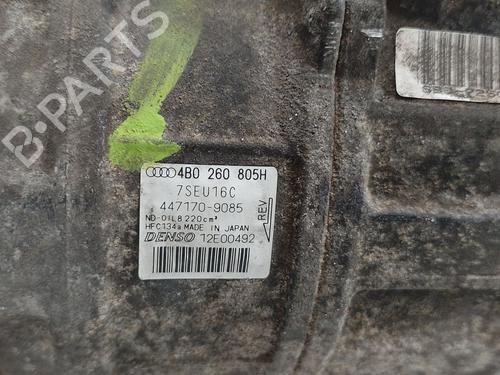 B-PARTS
4B0 260 805H
7SEU16C
447170-9085
REV
ND-OIL8 220cm³
HFC134a MADE IN JAPAN
DENSO 12E00492